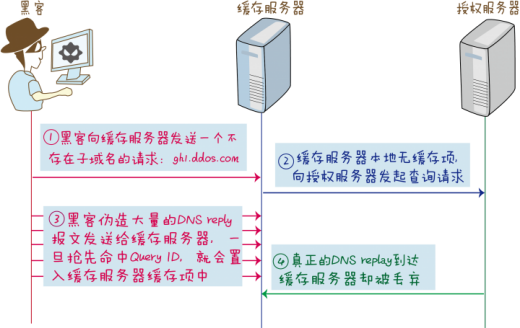 黑客
缓存服务器
授权服务器
①黑客向缓存服务器发送一个不
存在子域名的请求：gh1.ddos.com
②缓存服务器本地无缓存项，
向授权服务器发起查询请求
③黑客伪造大量的DNS reply
报文发送给缓存服务器，一
旦抢先命中Query ID，就会置
入缓存服务器缓存项中
④真正的DNS replay到达
缓存服务器却被丢弃